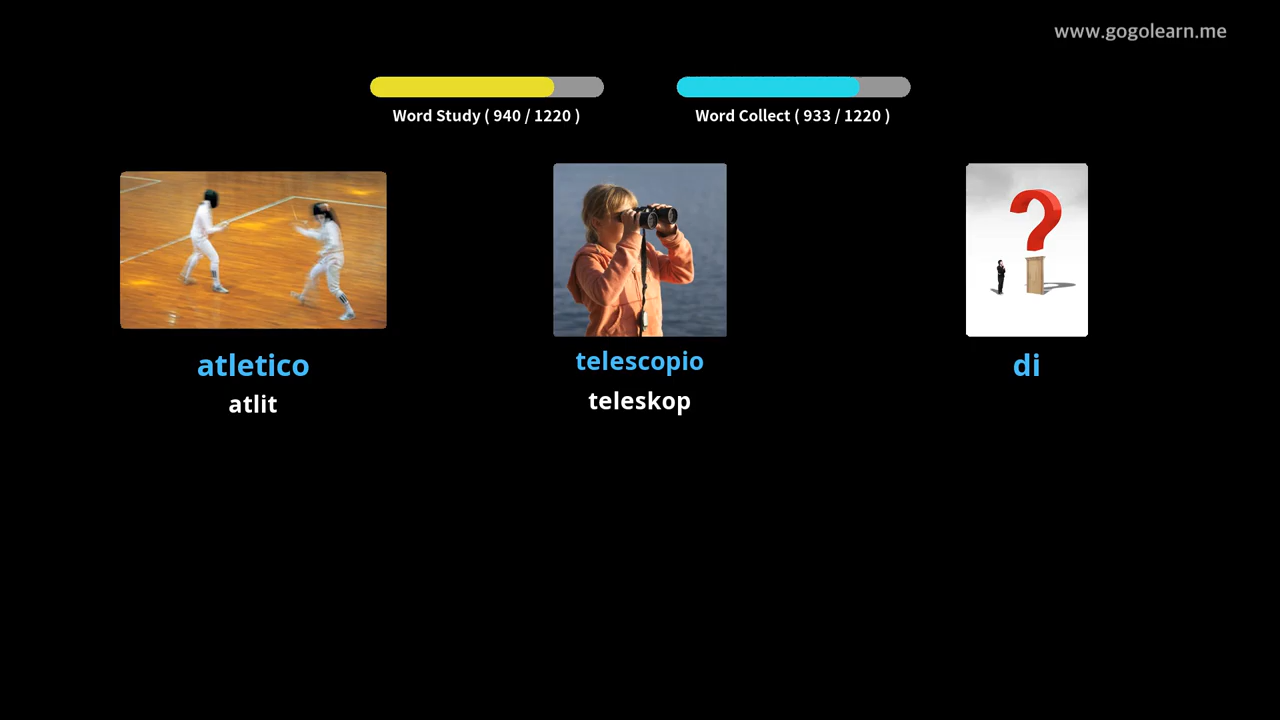 www.gogolearn.me
Word Study ( 940 / 1220 )
Word Collect ( 933 / 1220 )
atletico
atlit
telescopio
teleskop
di